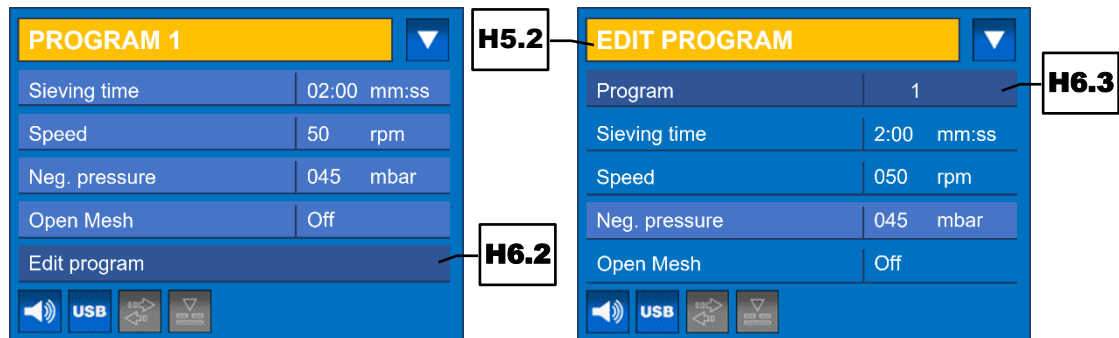 PROGRAM 1
Sieving time 02:00 mm:ss
Speed 50 rpm
Neg. pressure 045 mbar
Open Mesh Off
Edit program
USB
H6.2
H5.2
EDIT PROGRAM
Program 1
H6.3
Sieving time 2:00 mm:ss
Speed 050 rpm
Neg. pressure 045 mbar
Open Mesh Off
USB